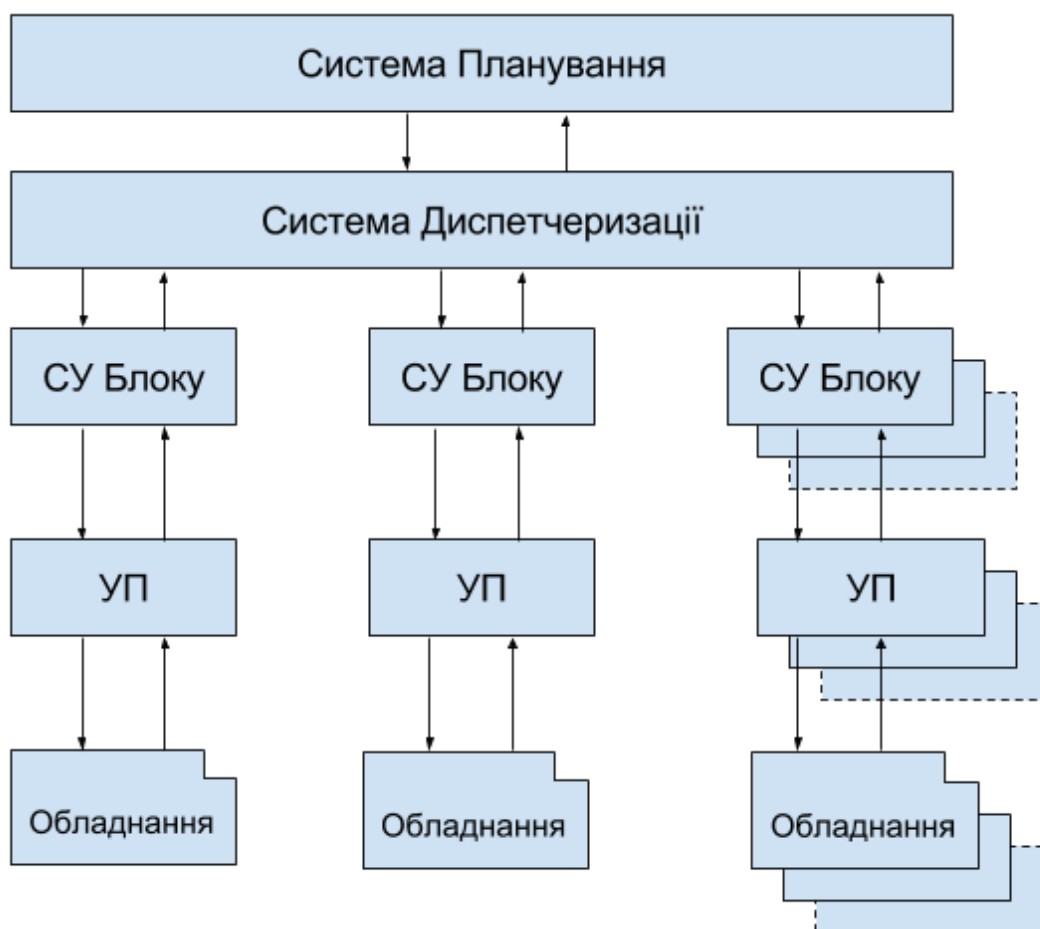 Система Планування
Система Диспетчеризації
СУ Блоку
СУ Блоку
СУ Блоку
УП
УП
УП
Обладнання
Обладнання
Обладнання